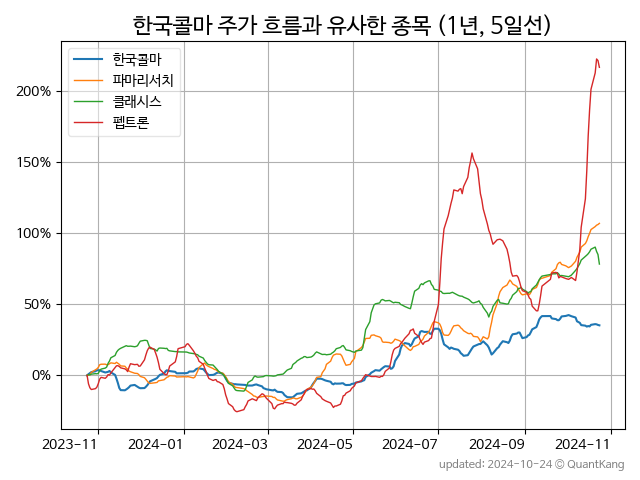 한국콜마 주가 흐름과 유사한 종목 (1년, 5일선)
한국콜마
파마리서치
클래시스
펩트론
200%
150%
100%
50%
0%
2023-11 2024-01 2024-03 2024-05 2024-07 2024-09 2024-11
updated: 2024-10-24 © QuantKang